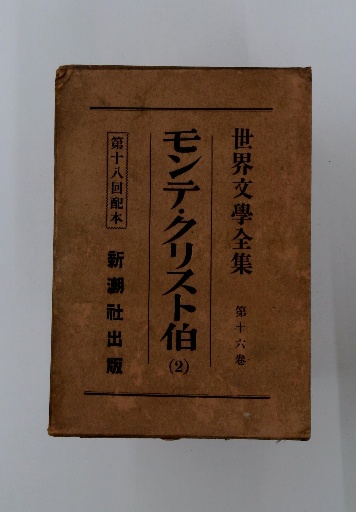 世界文學全集 第十六卷
モンテ・クリスト伯(2)
第十八回配本
新潮社出版